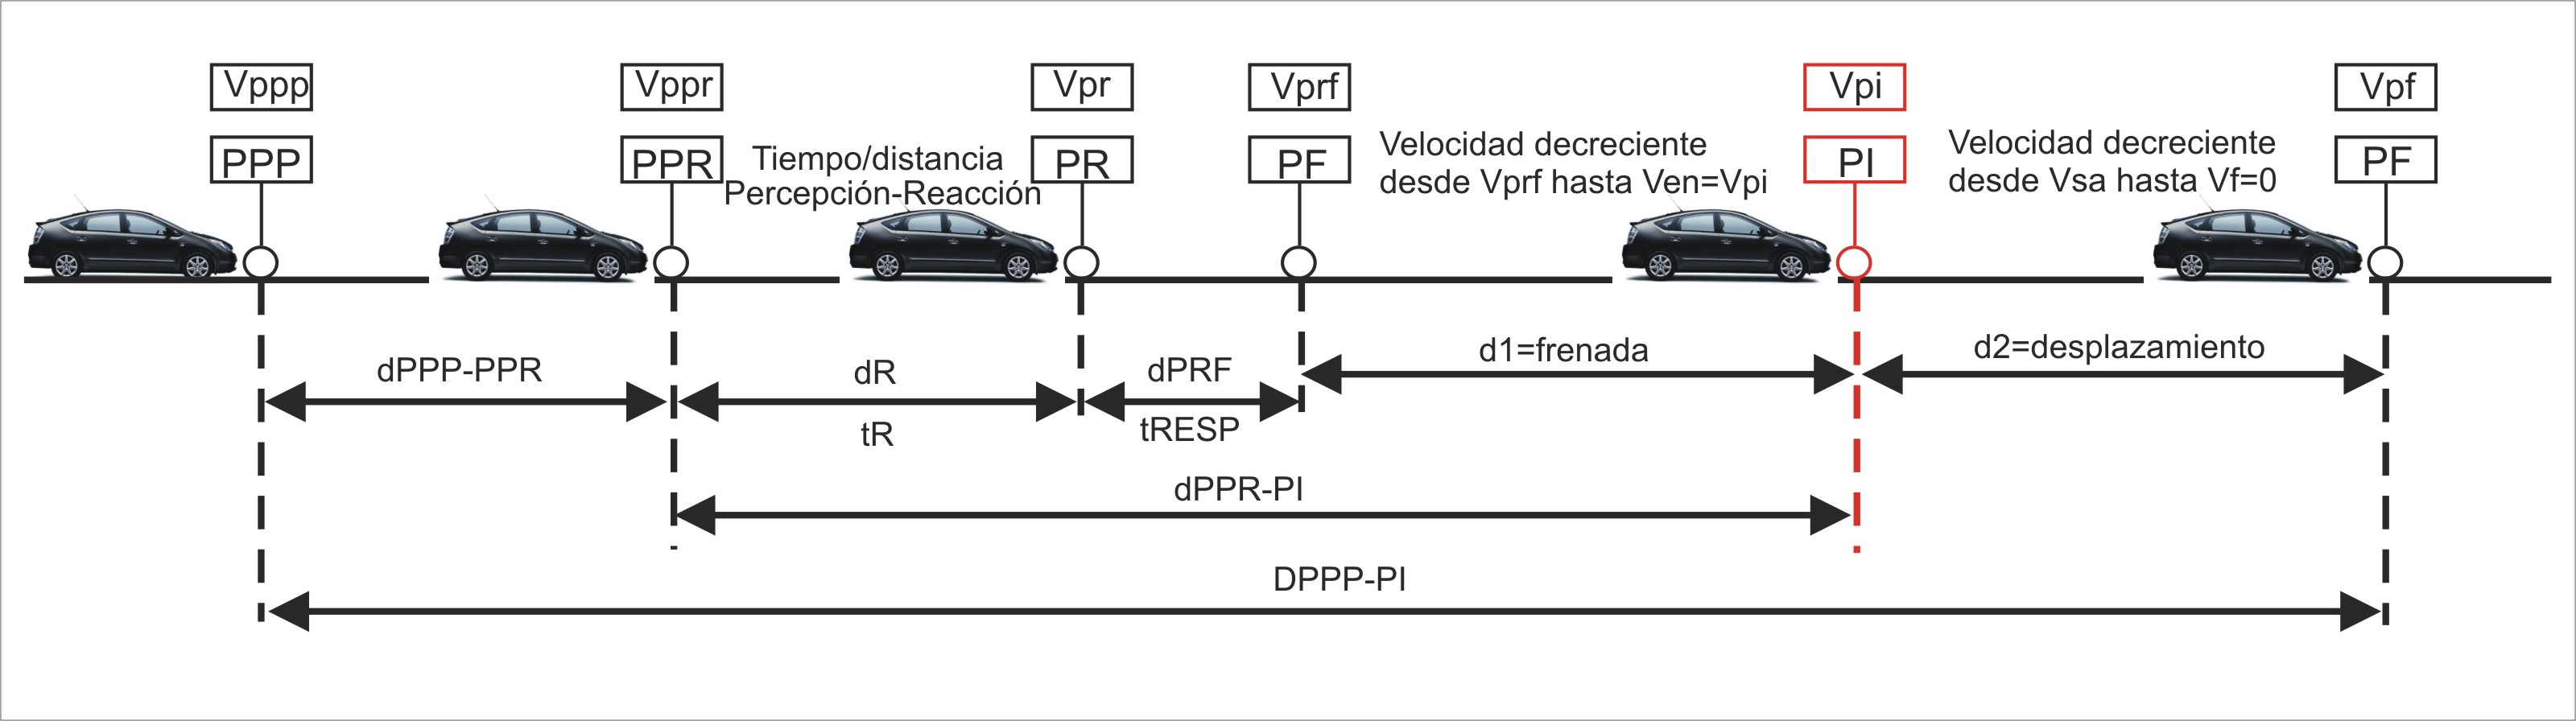 Vppp
Vppr
Vpr
Vprf
Vpi
Vpf
PPP
PPR
Tiempo/distancia
Percepción-Reacción
PR
PF
Velocidad decreciente
desde Vprf hasta Ven=Vpi
PI
Velocidad decreciente
desde Vsa hasta Vf=0
PF
dPPP-PPR
dR
tR
dPRF
tRESP
d1=frenada
d2=desplazamiento
dPPR-PI
DPPP-PI